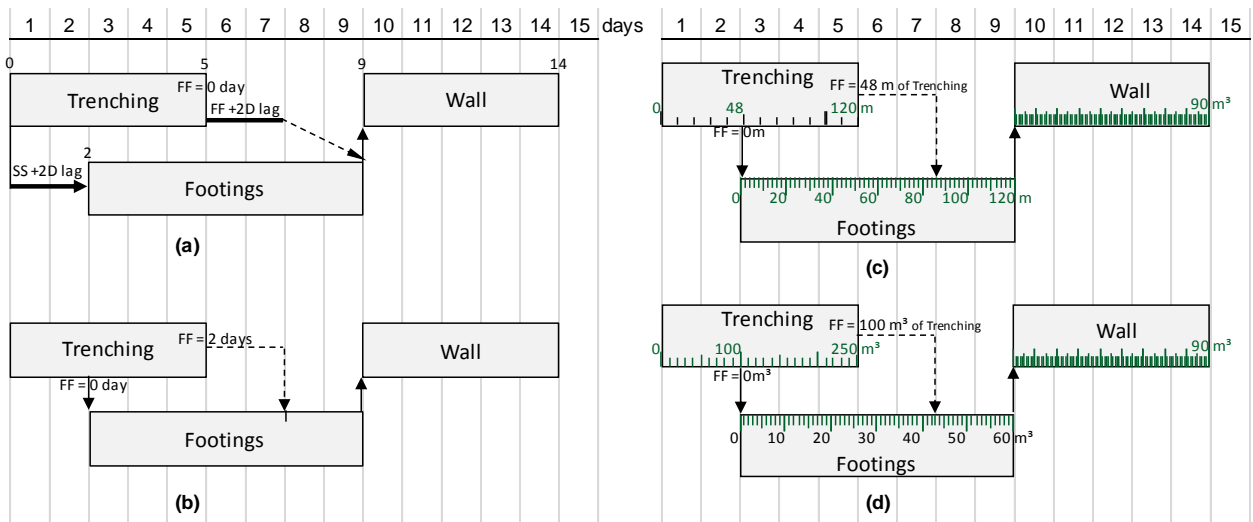 1 2 3 4 5 6 7 8 9 10 11 12 13 14 15 days
0 5 9 14
Trenching
FF = 0 day
FF +2D lag
Wall
2
SS +2D lag
Footings
(a)
Trenching
FF = 2 days
Wall
FF = 0 day
Footings
(b)
1 2 3 4 5 6 7 8 9 10 11 12 13 14 15
Trenching
FF = 48 m of Trenching
Wall
0 48 120 m
90 m³
FF = 0m
0 20 40 60 80 100 120 m
Footings
(c)
Trenching
FF = 100 m³ of Trenching
Wall
0 100 250 m³
90 m³
FF = 0m³
0 10 20 30 40 50 60 m³
Footings
(d)